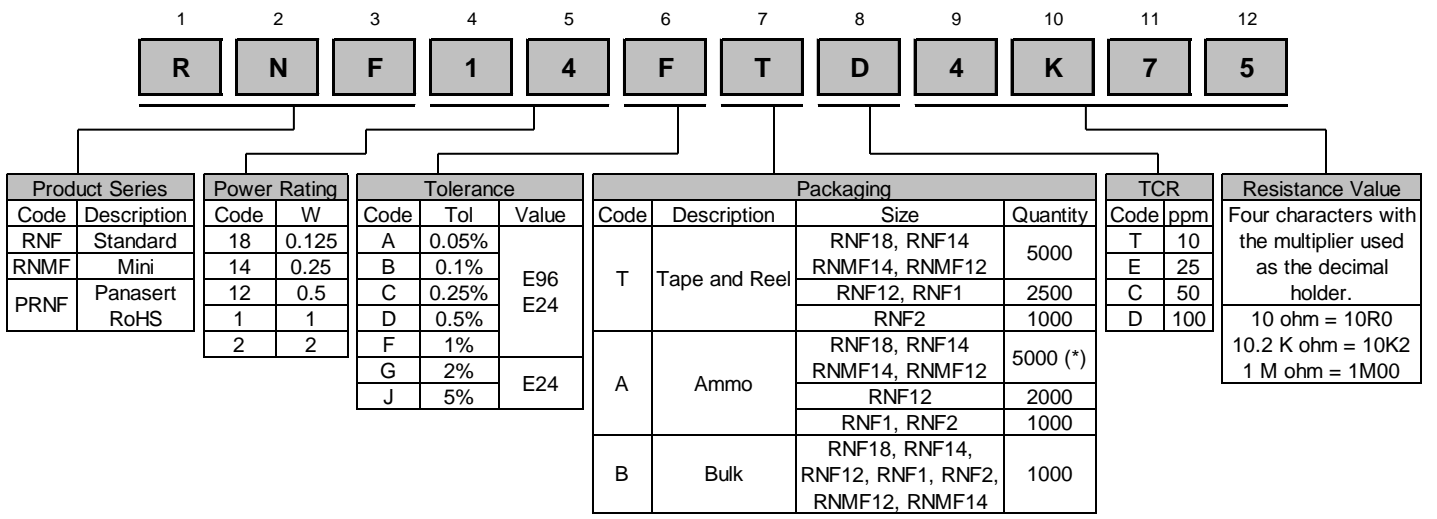 1 2 3 4 5 6 7 8 9 10 11 12
R N F 1 4 F T D 4 K 7 5
Product Series
Code Description
RNF Standard
RNMF Mini
PRNF Panasert
RoHS
Power Rating
Code W
18 0.125
14 0.25
12 0.5
1 1
2 2
Tolerance
Code Tol Value
A 0.05%
B 0.1%
C 0.25%
D 0.5%
F 1%
E96
E24
G 2%
J 5%
E24
Packaging
Code Description Size Quantity
T Tape and Reel
RNF18, RNF14
RNMF14, RNMF12
5000
RNF12, RNF1 2500
RNF2 1000
A Ammo
RNF18, RNF14
RNMF14, RNMF12
5000 (*)
RNF12 2000
RNF1, RNF2 1000
B Bulk
RNF18, RNF14,
RNF12, RNF1, RNF2,
RNMF12, RNMF14
1000
TCR
Code ppm
T 10
E 25
C 50
D 100
Resistance Value
Four characters with
the multiplier used
as the decimal
holder.
10 ohm = 10R0
10.2 K ohm = 10K2
1 M ohm = 1M00